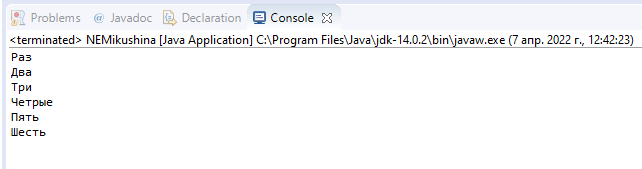 Problems @ Javadoc Declaration Console
<terminated> NEMikushina [Java Application] C:\Program Files\Java\jdk-14.0.2\bin\javaw.exe (7 апр. 2022 г., 12:42:23)
Раз
Два
Три
Четрые
Пять
Шесть